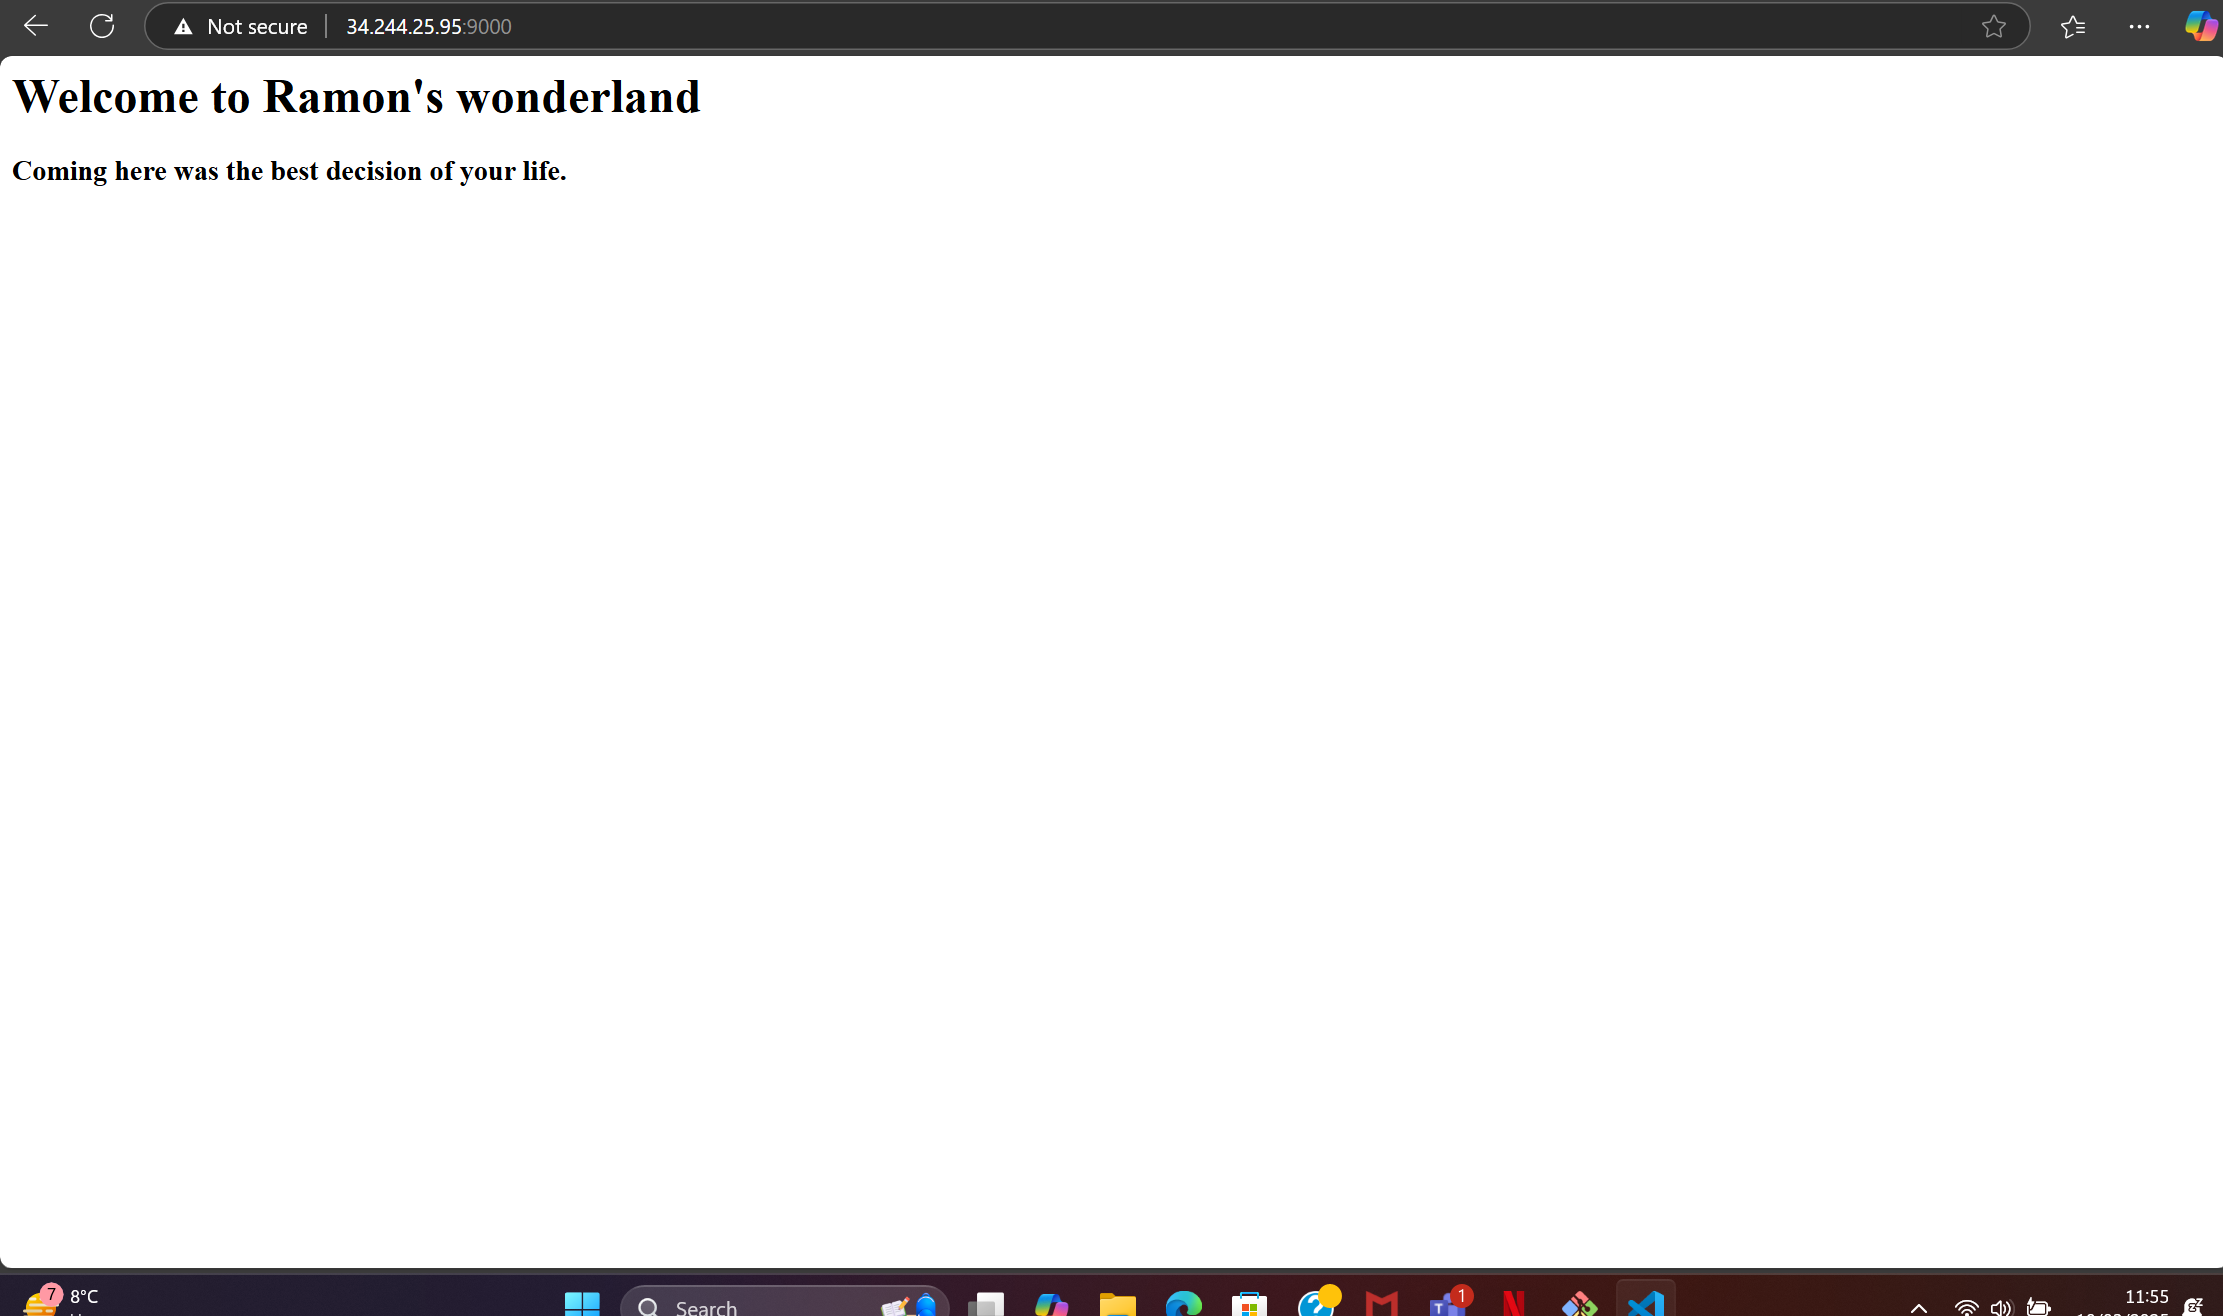 Not secure
34.244.25.95:9000
Welcome to Ramon's wonderland
Coming here was the best decision of your life.
7
8°C
Search
1
11:55